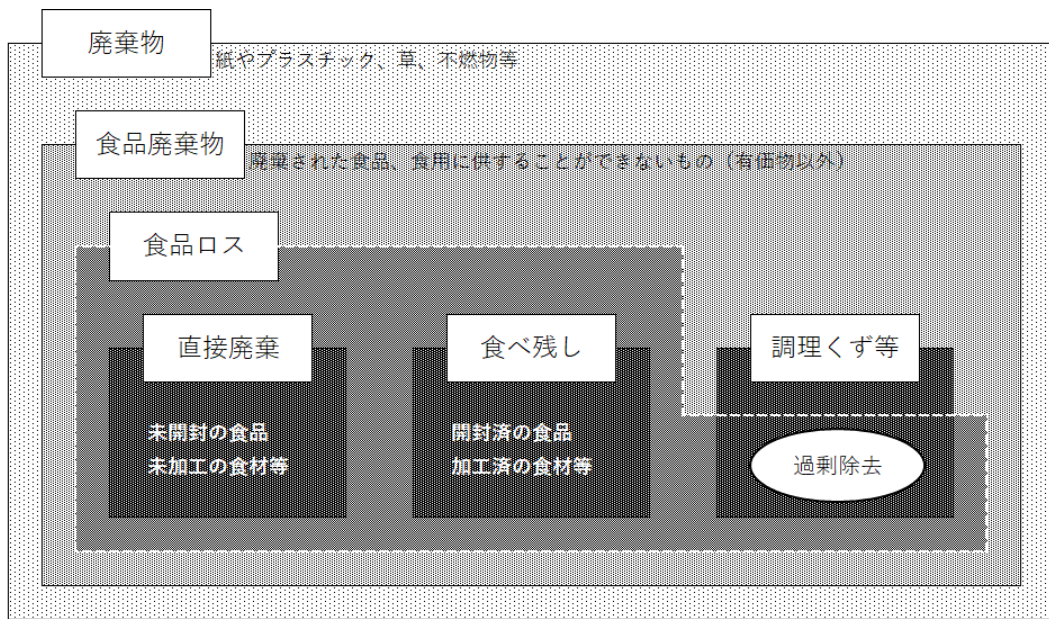 廃棄物
紙やプラスチック、草、不燃物等
食品廃棄物
廃棄された食品、食用に供することができないもの（有価物以外）
食品ロス
直接廃棄
未開封の食品
未加工の食材等
食べ残し
開封済の食品
加工済の食材等
調理くず等
過剰除去